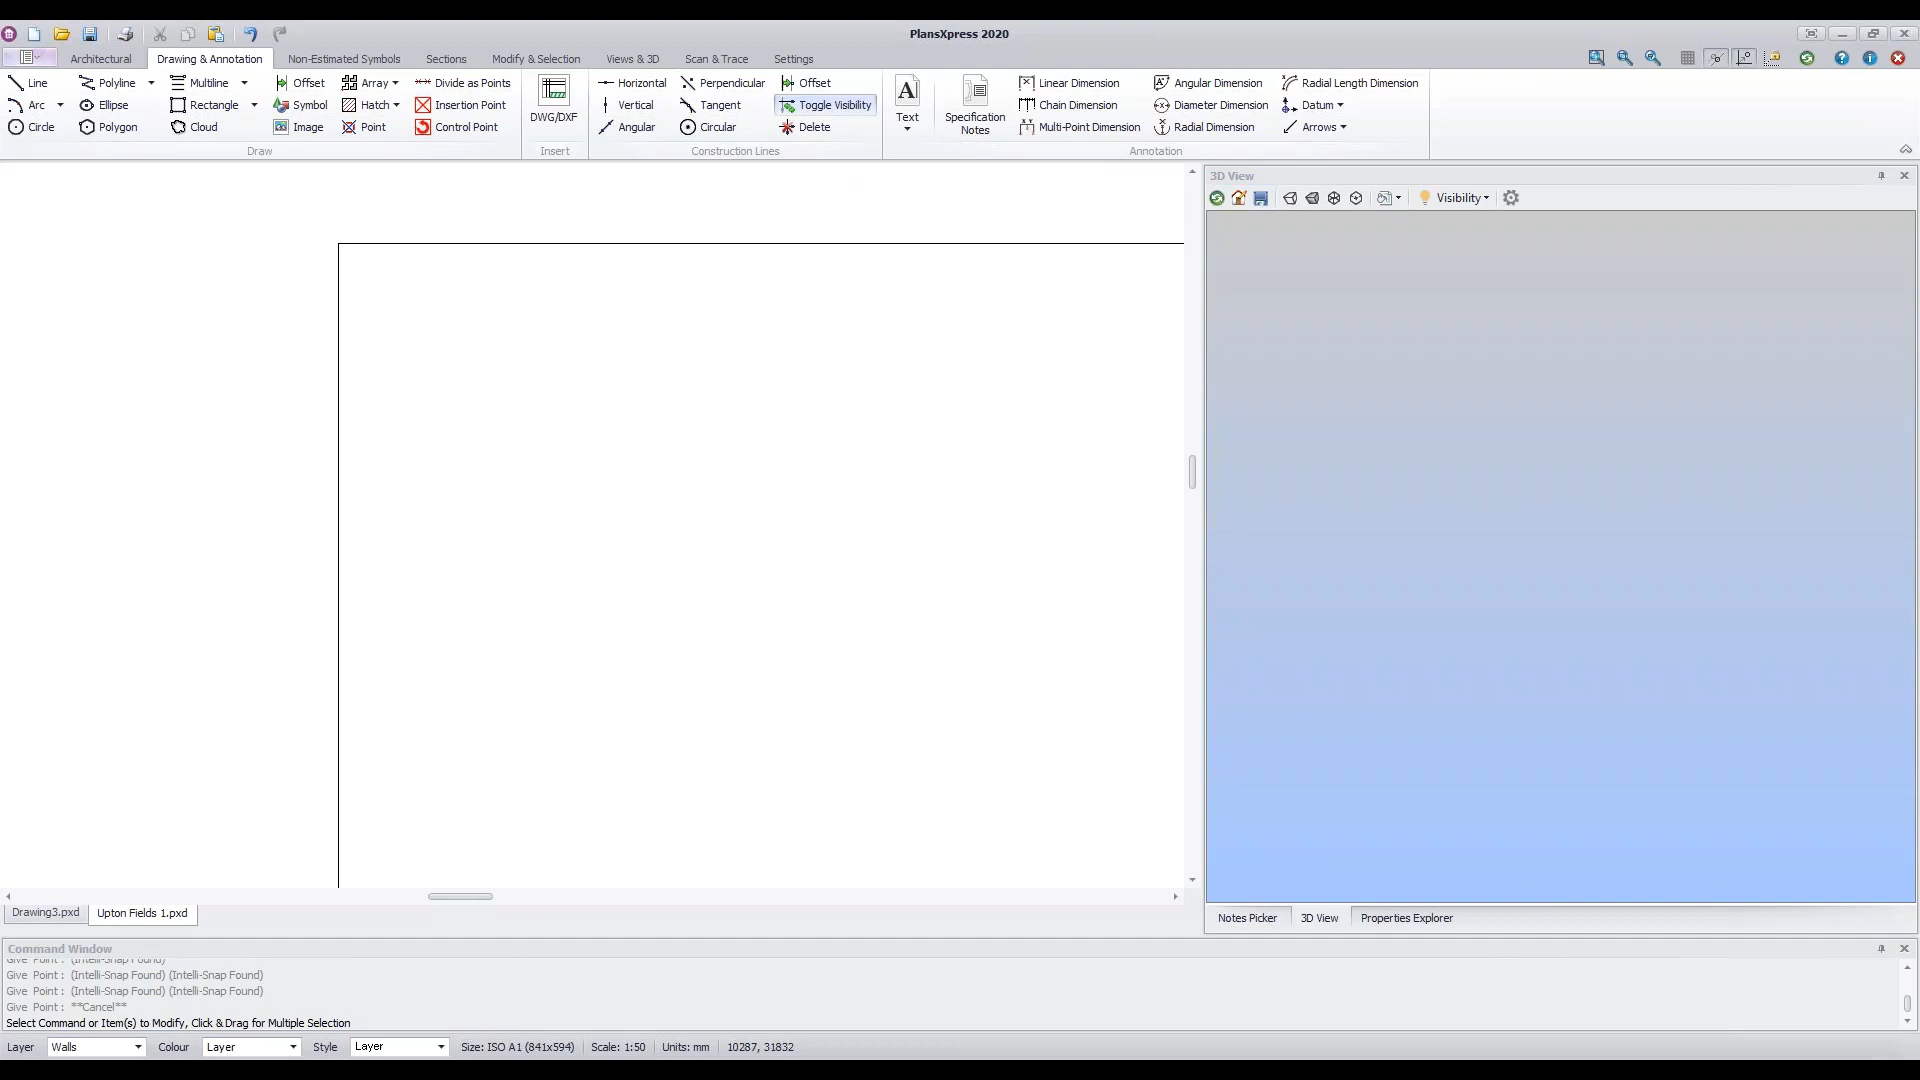 PlansXpress 2020
Architectural Drawing & Annotation Non-Estimated Symbols Sections Modify & Selection Views & 3D Scan & Trace Settings
Line Polyline Multiline Offset Array Divide as Points Horizontal Perpendicular Offset Linear Dimension Angular Dimension Radial Length Dimension
Arc Ellipse Rectangle Symbol Hatch Insertion Point DWG/DXF Vertical Tangent Toggle Visibility Text Specification Notes Chain Dimension Diameter Dimension Datum
Circle Polygon Cloud Image Point Control Point Angular Circular Delete Multi-Point Dimension Radial Dimension Arrows
Draw Insert Construction Lines Annotation
3D View
Visibility
Drawing3.pxd Upton Fields 1.pxd
Notes Picker 3D View Properties Explorer
Command Window
Give Point : (Intelli-Snap Found)
Give Point : (Intelli-Snap Found) (Intelli-Snap Found)
Give Point : (Intelli-Snap Found) (Intelli-Snap Found)
Give Point : **Cancel**
Select Command or Item(s) to Modify, Click & Drag for Multiple Selection
Layer Walls Colour Layer Style Layer Size: ISO A1 (841x594) Scale: 1:50 Units: mm 10287, 31832